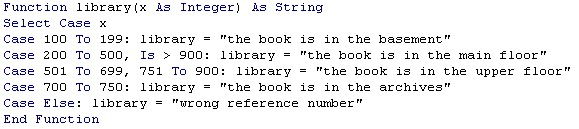 Function library(x As Integer) As String
Select Case x
Case 100 To 199: library = "the book is in the basement"
Case 200 To 500, Is > 900: library = "the book is in the main floor"
Case 501 To 699, 751 To 900: library = "the book is in the upper floor"
Case 700 To 750: library = "the book is in the archives"
Case Else: library = "wrong reference number"
End Function